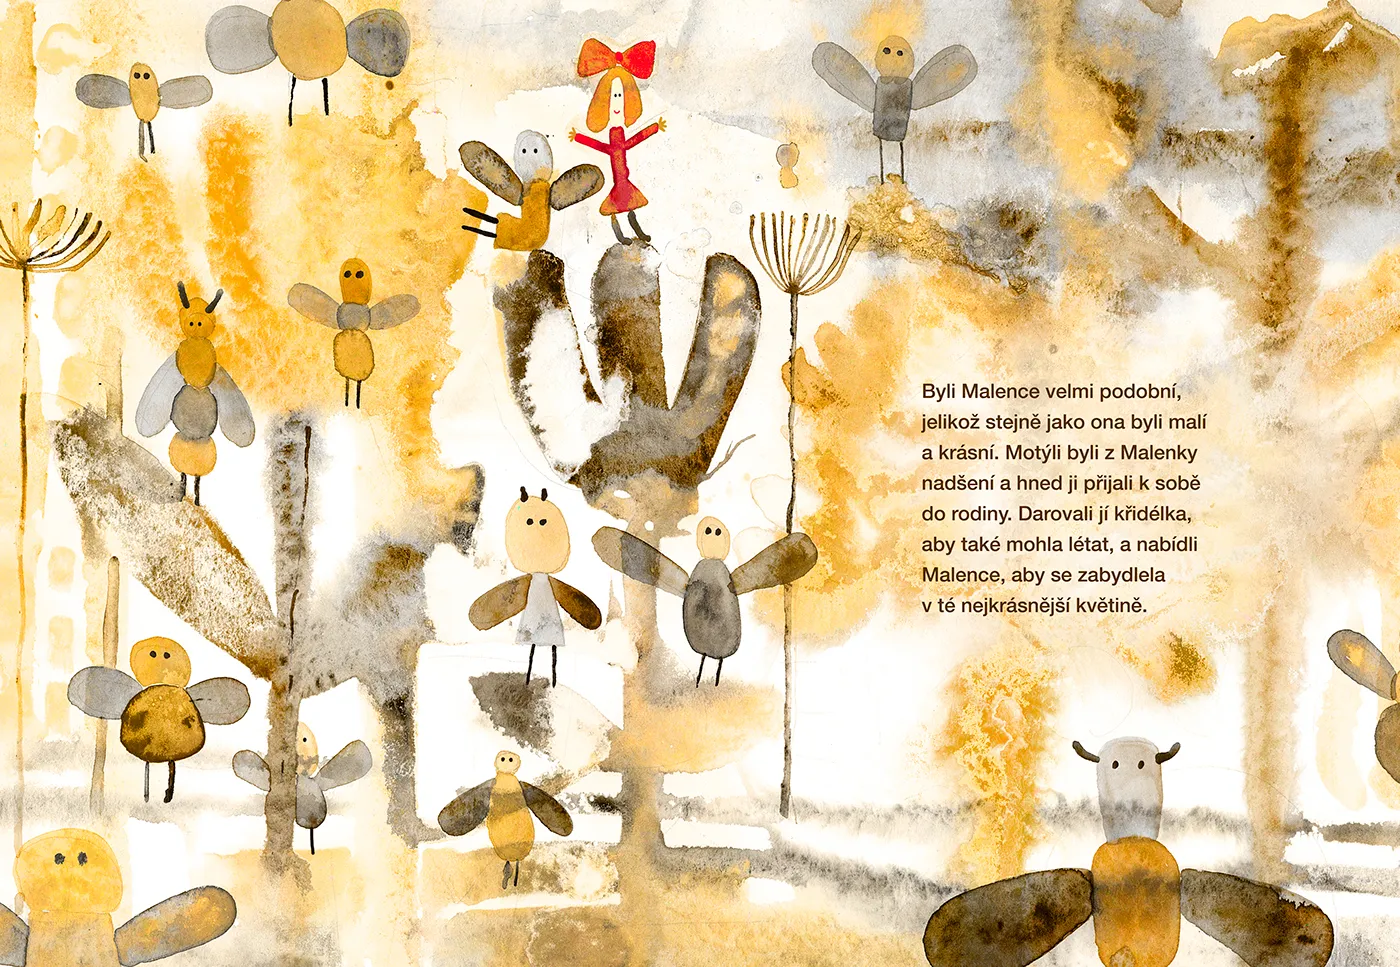 Byli Malence velmi podobní,
jelikož stejně jako ona byli malí
a krásní. Motýli byli z Malenky
nadšení a hned ji přijali k sobě
do rodiny. Darovali jí křidélka,
aby také mohla létat, a nabídli
Malence, aby se zabydlela
v té nejkrásnější květině.